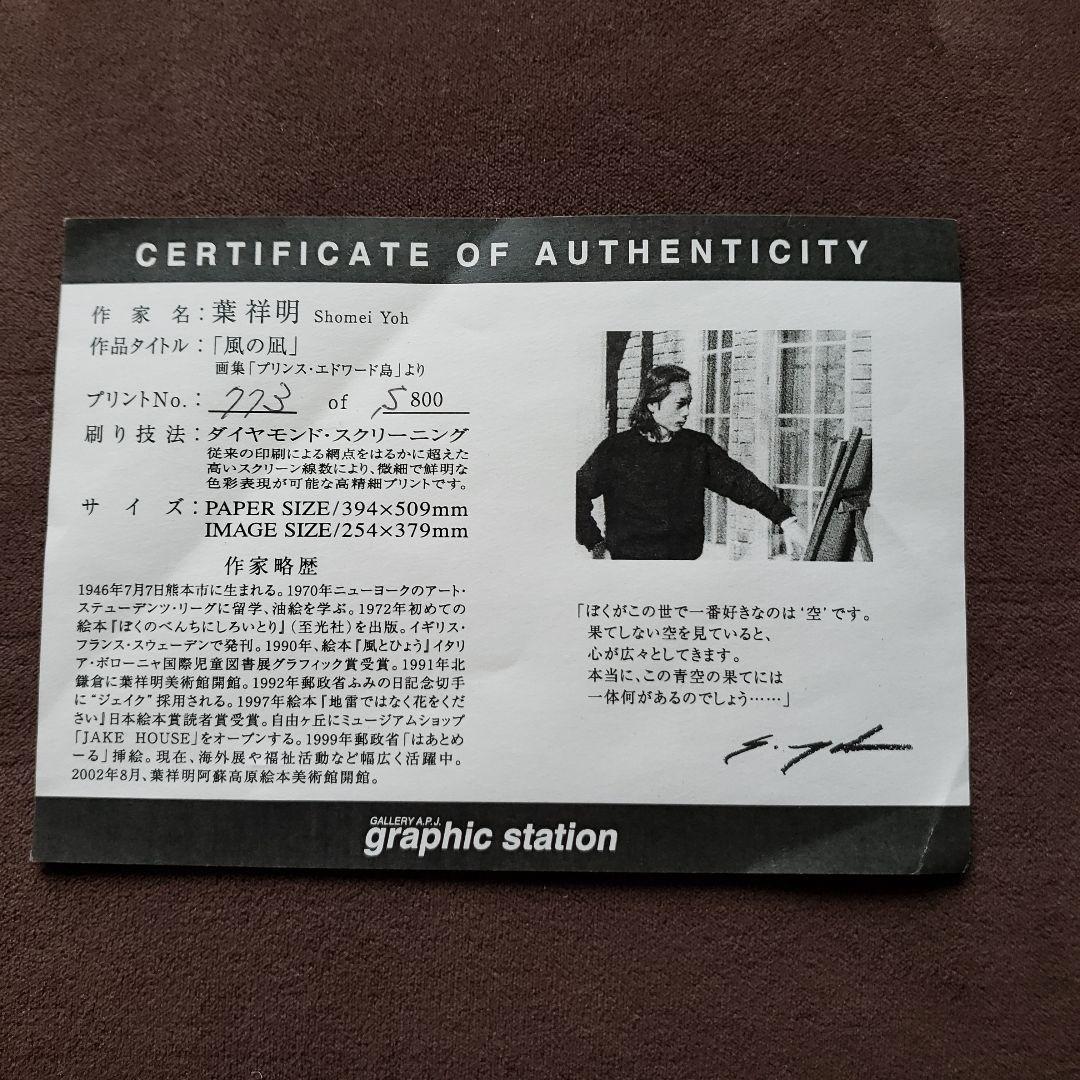 CERTIFICATE OF AUTHENTICITY
作家名：葉祥明 Shomei Yoh
作品タイトル：「風の凪」
画集「プリンス・エドワード島」より
プリントNo.： 773 of 5800
刷り技法：ダイヤモンド・スクリーニング
従来の印刷による網点をはるかに超えた
高いスクリーン線数により、微細で鮮明な
色彩表現が可能な高精細プリントです。
サイズ：PAPER SIZE/394×509mm
IMAGE SIZE/254×379mm
作家略歴
1946年7月7日熊本市に生まれる。1970年ニューヨークのアート・
ステューデンツ・リーグに留学、油絵を学ぶ。1972年初めての
絵本『ぼくのべんちにしろいとり』（至光社）を出版。イギリス・
フランス・スウェーデンで発刊。1990年、絵本『風とひょう』イタリ
ア・ボローニャ国際児童図書展グラフィック賞受賞。1991年北
鎌倉に葉祥明美術館開館。1992年郵政省ふみの日記念切手
に“ジェイク”採用される。1997年絵本『地雷ではなく花をくだ
さい』日本絵本賞読者賞受賞。自由ヶ丘にミュージアムショップ
「JAKE HOUSE」をオープンする。1999年郵政省「はあとめ
ーる」挿絵。現在、海外展や福祉活動など幅広く活躍中。
2002年8月、葉祥明阿蘇高原絵本美術館開館。
「ぼくがこの世で一番好きなのは‘空’です。
果てしない空を見ていると、
心が広々としてきます。
本当に、この青空の果てには
一体何があるのでしょう……」
GALLERY A.P.J.
graphic station